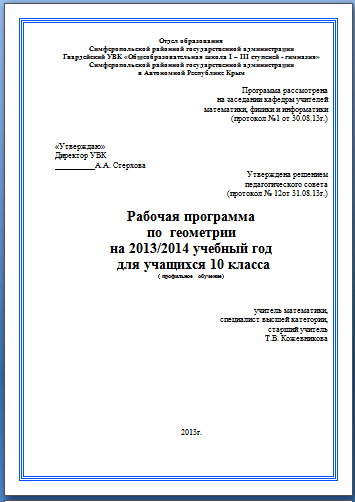 Отдел образования
Симферопольской районной государственной администрации
Гвардейский УВК «Общеобразовательная школа I – III ступеней - гимназия»
Симферопольской районной государственной администрации
в Автономной Республике Крым
Программа рассмотрена
на заседании кафедры учителей
математики, физики и информатики
(протокол №1 от 30.08.13г.)
«Утверждаю»
Директор УВК
__________А.А. Стерхова
Утверждена решением
педагогического совета
(протокол № 12от 31.08.13г.)
Рабочая программа
по геометрии
на 2013/2014 учебный год
для учащихся 10 класса
( профильное обучение)
учитель математики,
специалист высшей категории,
старший учитель
Т.В. Кожевникова
2013г.